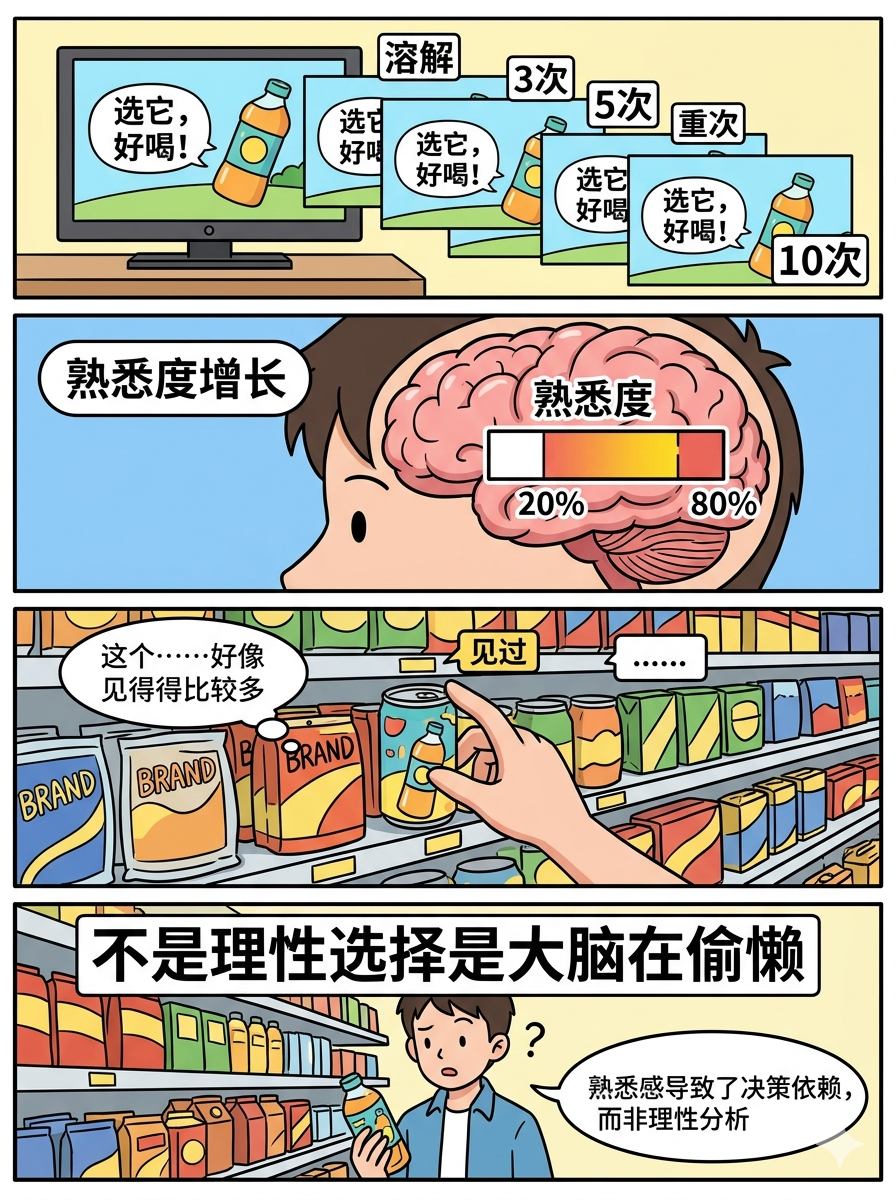 选它，
好喝！
溶解
选它
好喝
3次
选它，
好喝！
5次
选它
好喝
重次
选它，
好喝！
10次
熟悉度增长
熟悉度
20%
80%
这个……好像
见得得比较多
见过
……
BRAND
BRAND
B
BRAND
不是理性选择是大脑在偷懒
?
熟悉感导致了决策依赖，
而非理性分析